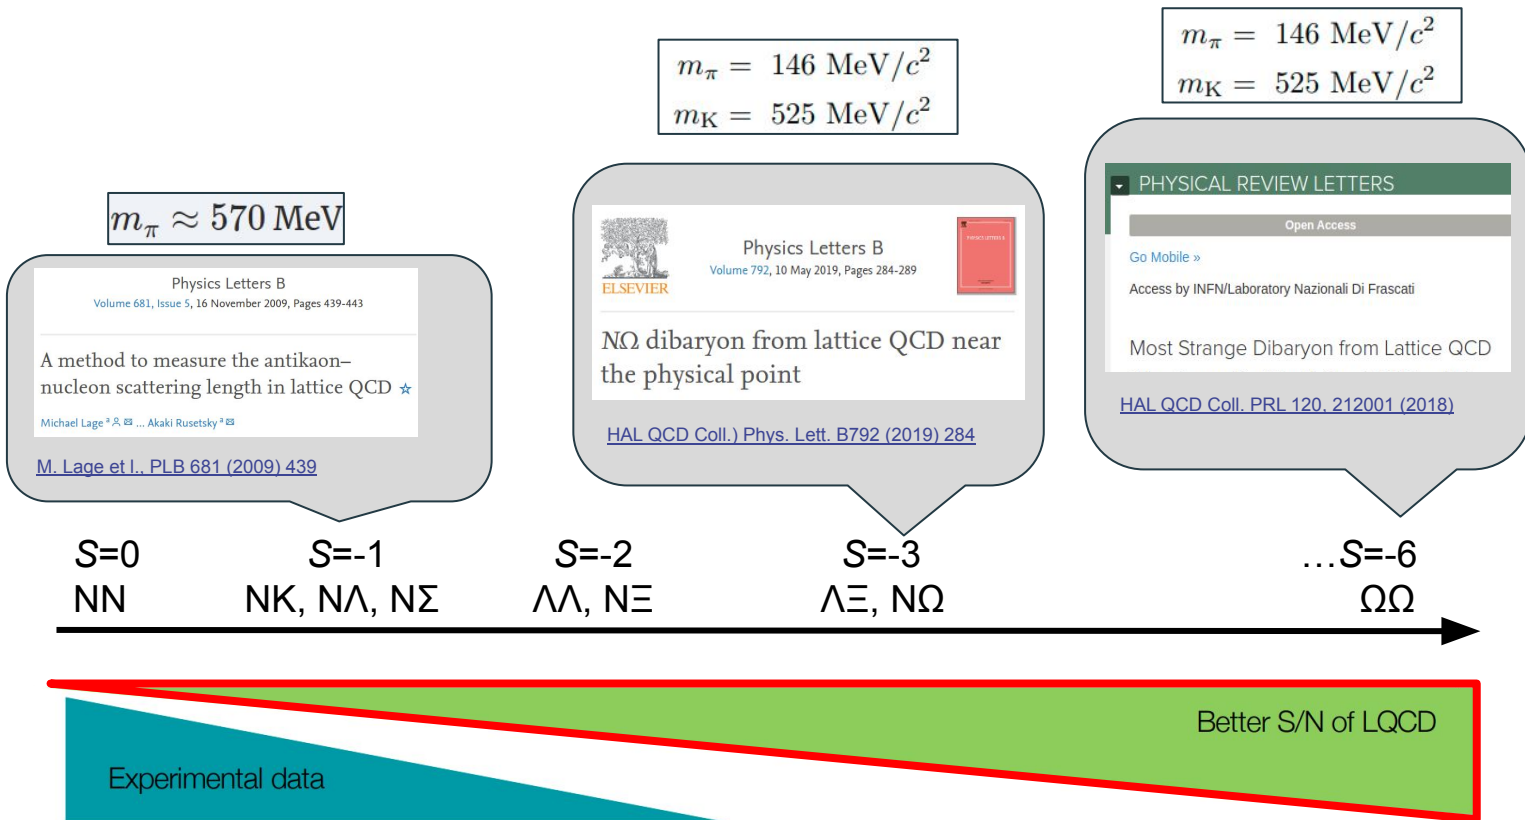 m_π ≈ 570 MeV
Physics Letters B
Volume 681, Issue 5, 16 November 2009, Pages 439-443
A method to measure the antikaon–
nucleon scattering length in lattice QCD ☆
Michael Lage ᵃ ... Akaki Rusetsky ᵃ
M. Lage et l., PLB 681 (2009) 439
m_π = 146 MeV/c²
m_K = 525 MeV/c²
ELSEVIER
Physics Letters B
Volume 792, 10 May 2019, Pages 284-289
PHYSICS LETTERS B
NΩ dibaryon from lattice QCD near
the physical point
HAL QCD Coll.) Phys. Lett. B792 (2019) 284
m_π = 146 MeV/c²
m_K = 525 MeV/c²
PHYSICAL REVIEW LETTERS
Open Access
Go Mobile »
Access by INFN/Laboratory Nazionali Di Frascati
Most Strange Dibaryon from Lattice QCD
HAL QCD Coll. PRL 120, 212001 (2018)
S=0 S=-1 S=-2 S=-3 ...S=-6
NN NK, NΛ, NΣ ΛΛ, NΞ ΛΞ, NΩ ΩΩ
Better S/N of LQCD
Experimental data